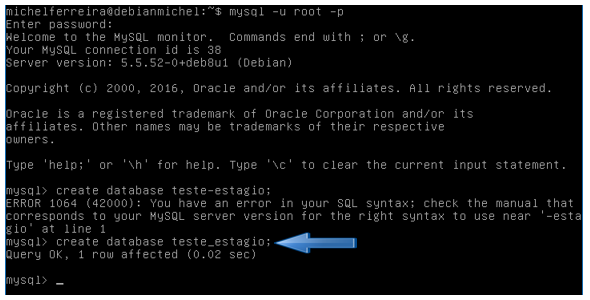 michelferreira@debianmichel:~$ mysql -u root -p
Enter password:
Welcome to the MySQL monitor.  Commands end with ; or \g.
Your MySQL connection id is 38
Server version: 5.5.52-0+deb8u1 (Debian)
Copyright (c) 2000, 2016, Oracle and/or its affiliates. All rights reserved.
Oracle is a registered trademark of Oracle Corporation and/or its
affiliates. Other names may be trademarks of their respective
owners.
Type 'help;' or '\h' for help. Type '\c' to clear the current input statement.
mysql> create database teste-estagio;
ERROR 1064 (42000): You have an error in your SQL syntax; check the manual that
corresponds to your MySQL server version for the right syntax to use near '-esta
gio' at line 1
mysql> create database teste_estagio;
Query OK, 1 row affected (0.02 sec)
mysql> _